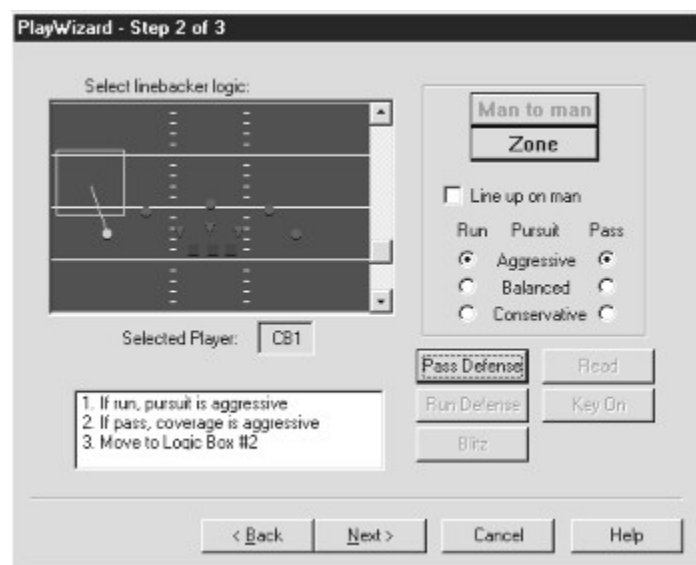 PlayWizard - Step 2 of 3
Select linebacker logic:
Man to man
Zone
Line up on man
Run Pursuit Pass
Aggressive
Balanced
Conservative
Selected Player: CB1
Pass Defense Read
Run Defense Key On
Blitz
1. If run, pursuit is aggressive
2. If pass, coverage is aggressive
3. Move to Logic Box #2
< Back Next > Cancel Help